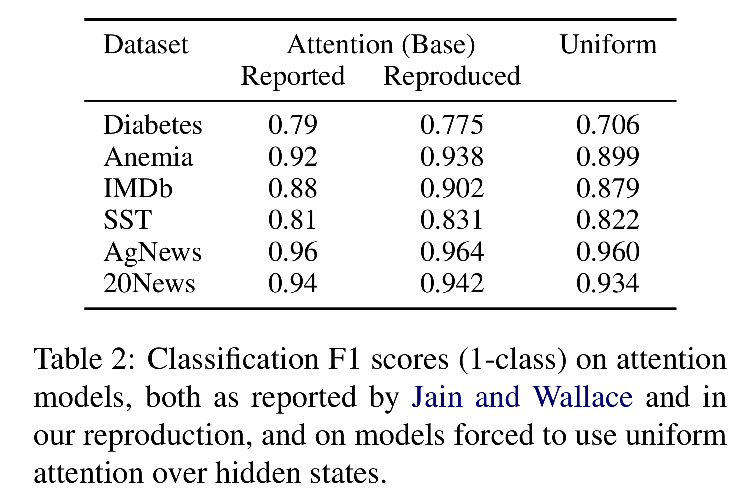 Dataset Attention (Base) Uniform
Reported Reproduced
Diabetes 0.79 0.775 0.706
Anemia 0.92 0.938 0.899
IMDb 0.88 0.902 0.879
SST 0.81 0.831 0.822
AgNews 0.96 0.964 0.960
20News 0.94 0.942 0.934
Table 2: Classification F1 scores (1-class) on attention
models, both as reported by Jain and Wallace and in
our reproduction, and on models forced to use uniform
attention over hidden states.